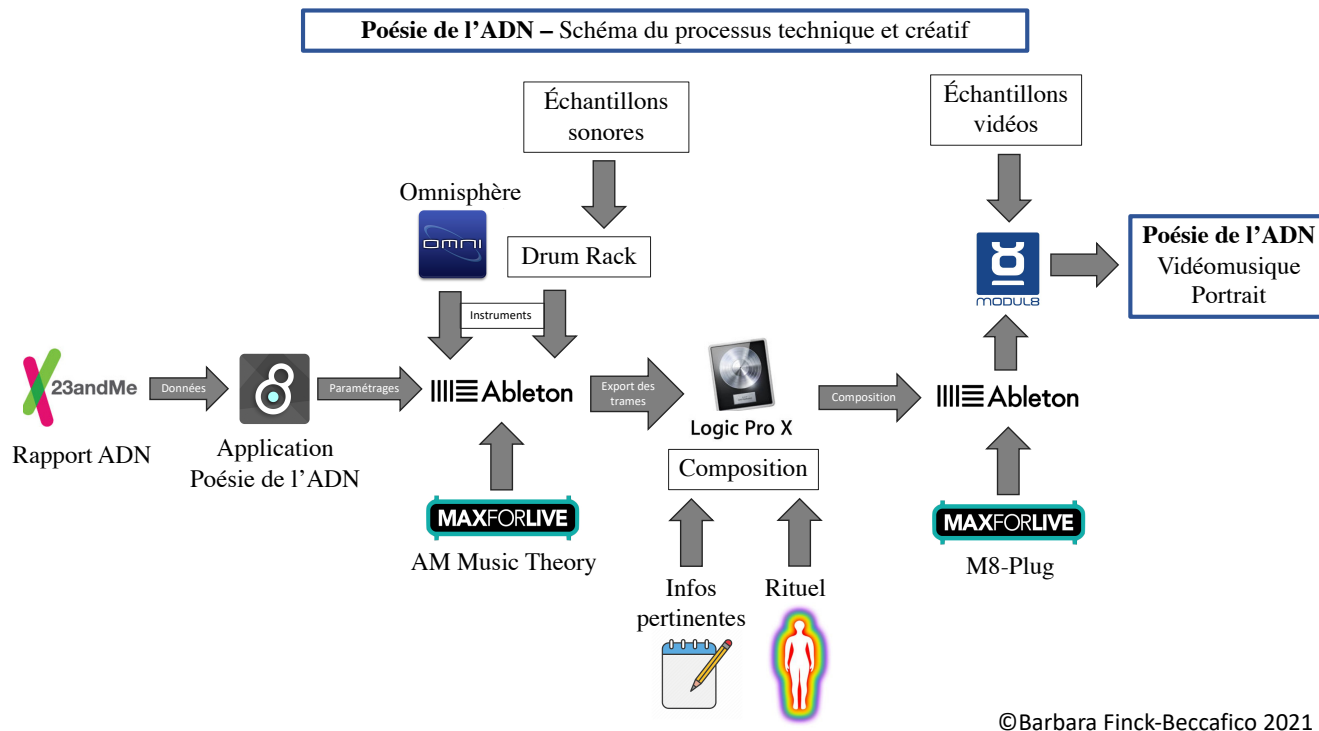 Poésie de l’ADN – Schéma du processus technique et créatif
Échantillons
sonores
Échantillons
vidéos
Omnisphère
OMNI
Drum Rack
Instruments
MODUL8
Poésie de l’ADN
Vidéomusique
Portrait
23andMe
Données
Paramétrages
Ableton
Export des
trames
Logic Pro X
Composition
Ableton
Rapport ADN
Application
Poésie de l’ADN
Composition
MAXFORLIVE
AM Music Theory
MAXFORLIVE
M8-Plug
Infos
pertinentes
Rituel
©Barbara Finck-Beccafico 2021